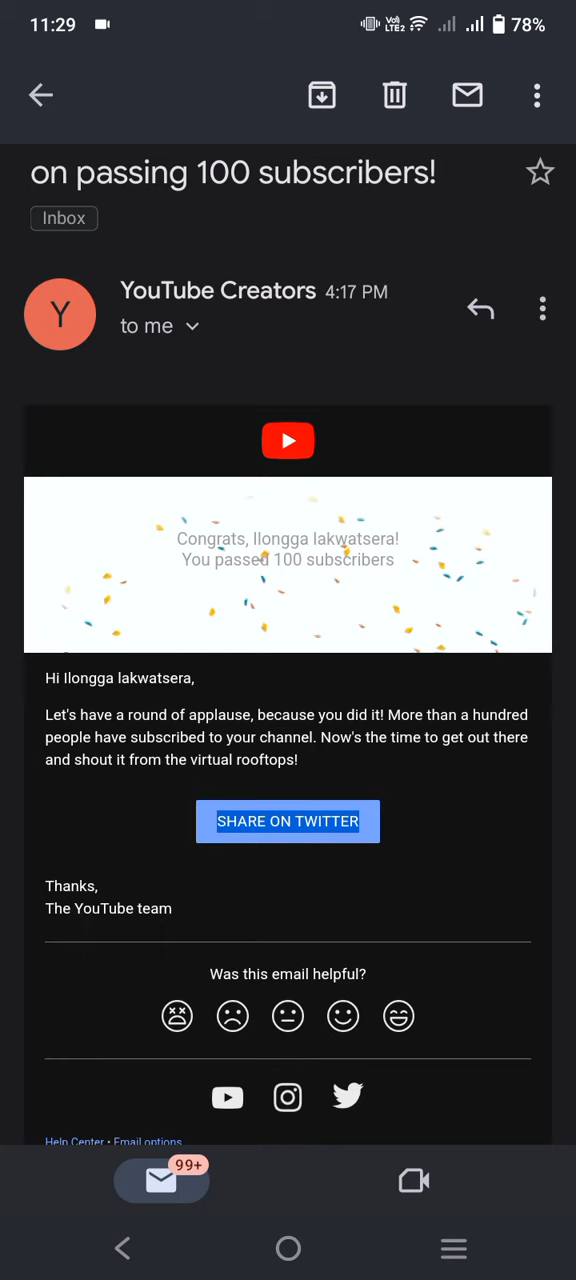 11:29
Vo) LTE2
78%
on passing 100 subscribers!
Inbox
Y
YouTube Creators 4:17 PM
to me
Congrats, Ilongga lakwatsera!
You passed 100 subscribers
Hi Ilongga lakwatsera,
Let's have a round of applause, because you did it! More than a hundred
people have subscribed to your channel. Now's the time to get out there
and shout it from the virtual rooftops!
SHARE ON TWITTER
Thanks,
The YouTube team
Was this email helpful?
Help Center • Email options
99+